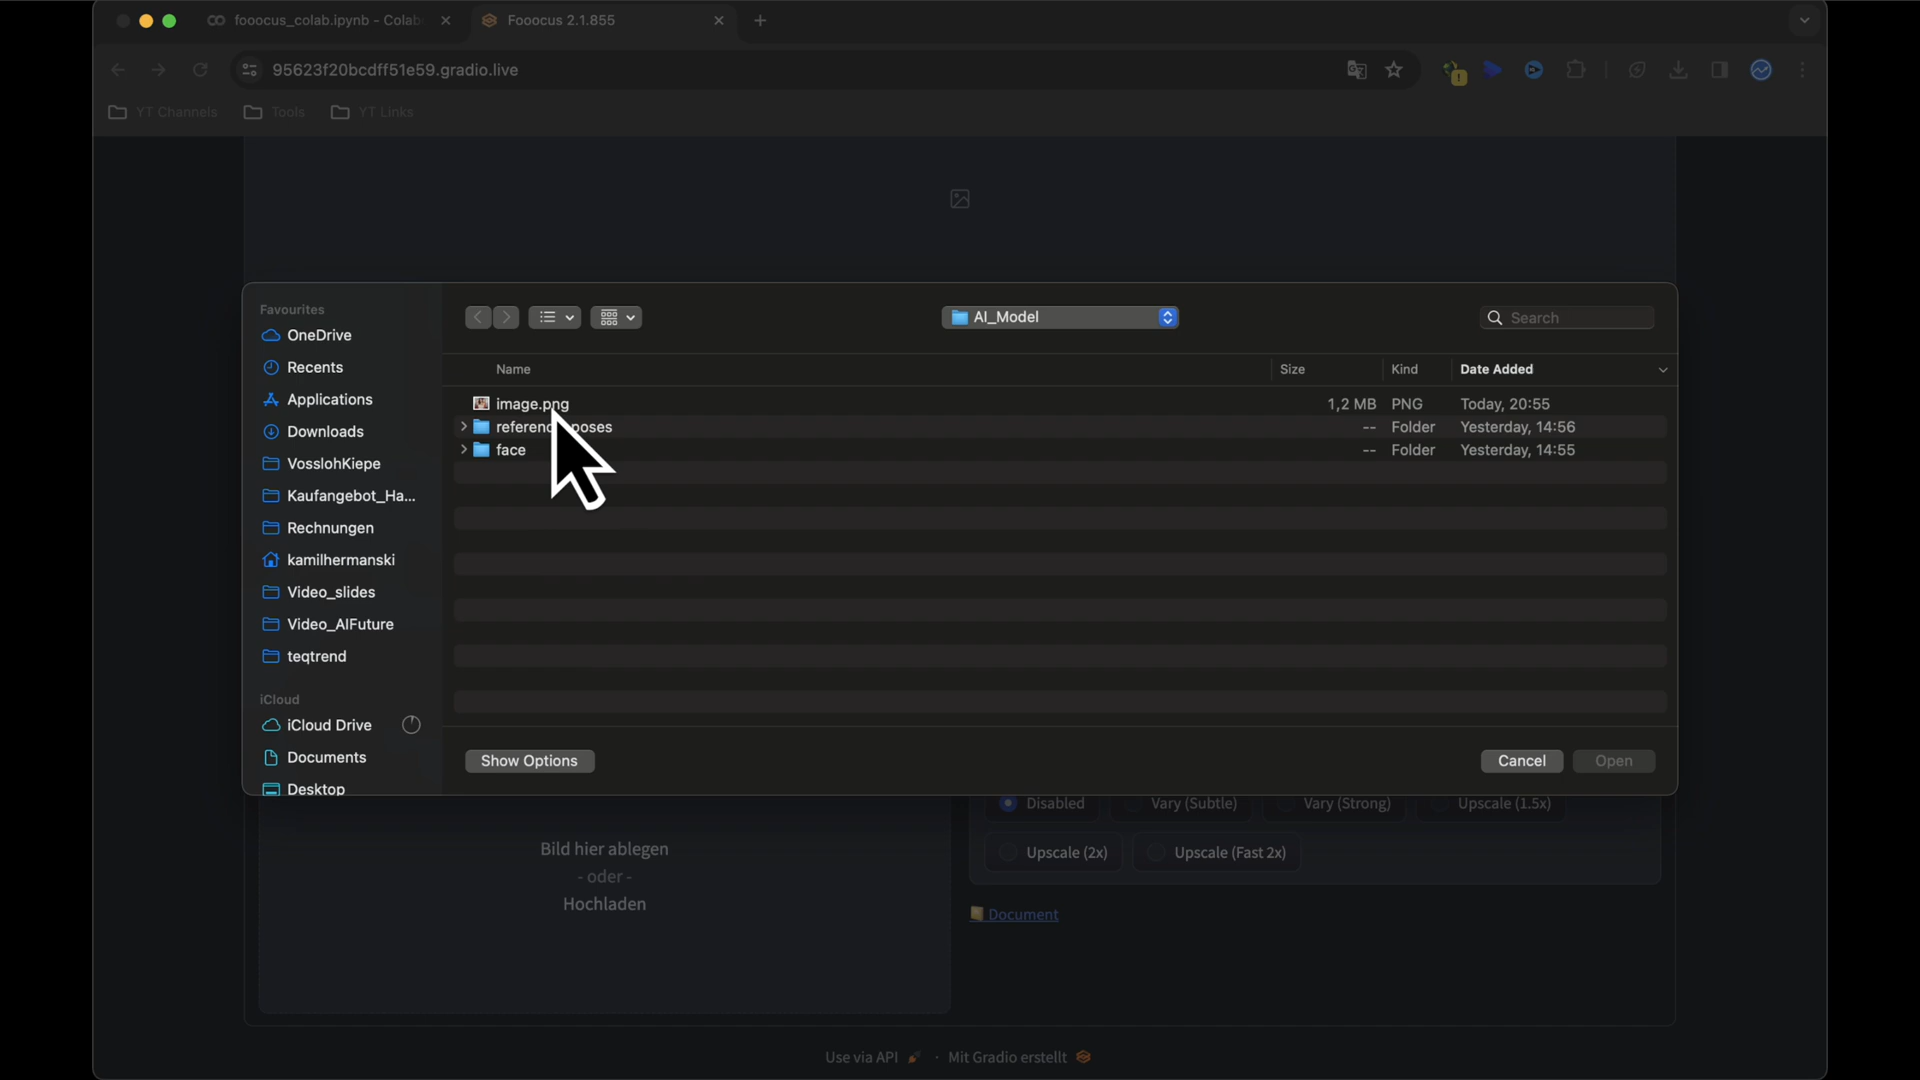 fooocus_colab.ipynb - Colab
Fooocus 2.1.855
95623f20bcdff51e59.gradio.live
YT Channels
Tools
YT Links
Favourites
OneDrive
Recents
Applications
Downloads
VosslohKiepe
Kaufangebot_Ha...
Rechnungen
kamilhermanski
Video_slides
Video_AIFuture
teqtrend
iCloud
iCloud Drive
Documents
Desktop
AI_Model
Search
Name Size Kind Date Added
image.png 1,2 MB PNG Today, 20:55
poses -- Folder Yesterday, 14:56
face -- Folder Yesterday, 14:55
Show Options
Cancel
Open
Disabled
Vary (Subtle)
Vary (Strong)
Upscale (1.5x)
Upscale (2x)
Upscale (Fast 2x)
Bild hier ablegen
- oder -
Hochladen
Document
Use via API
· Mit Gradio erstellt